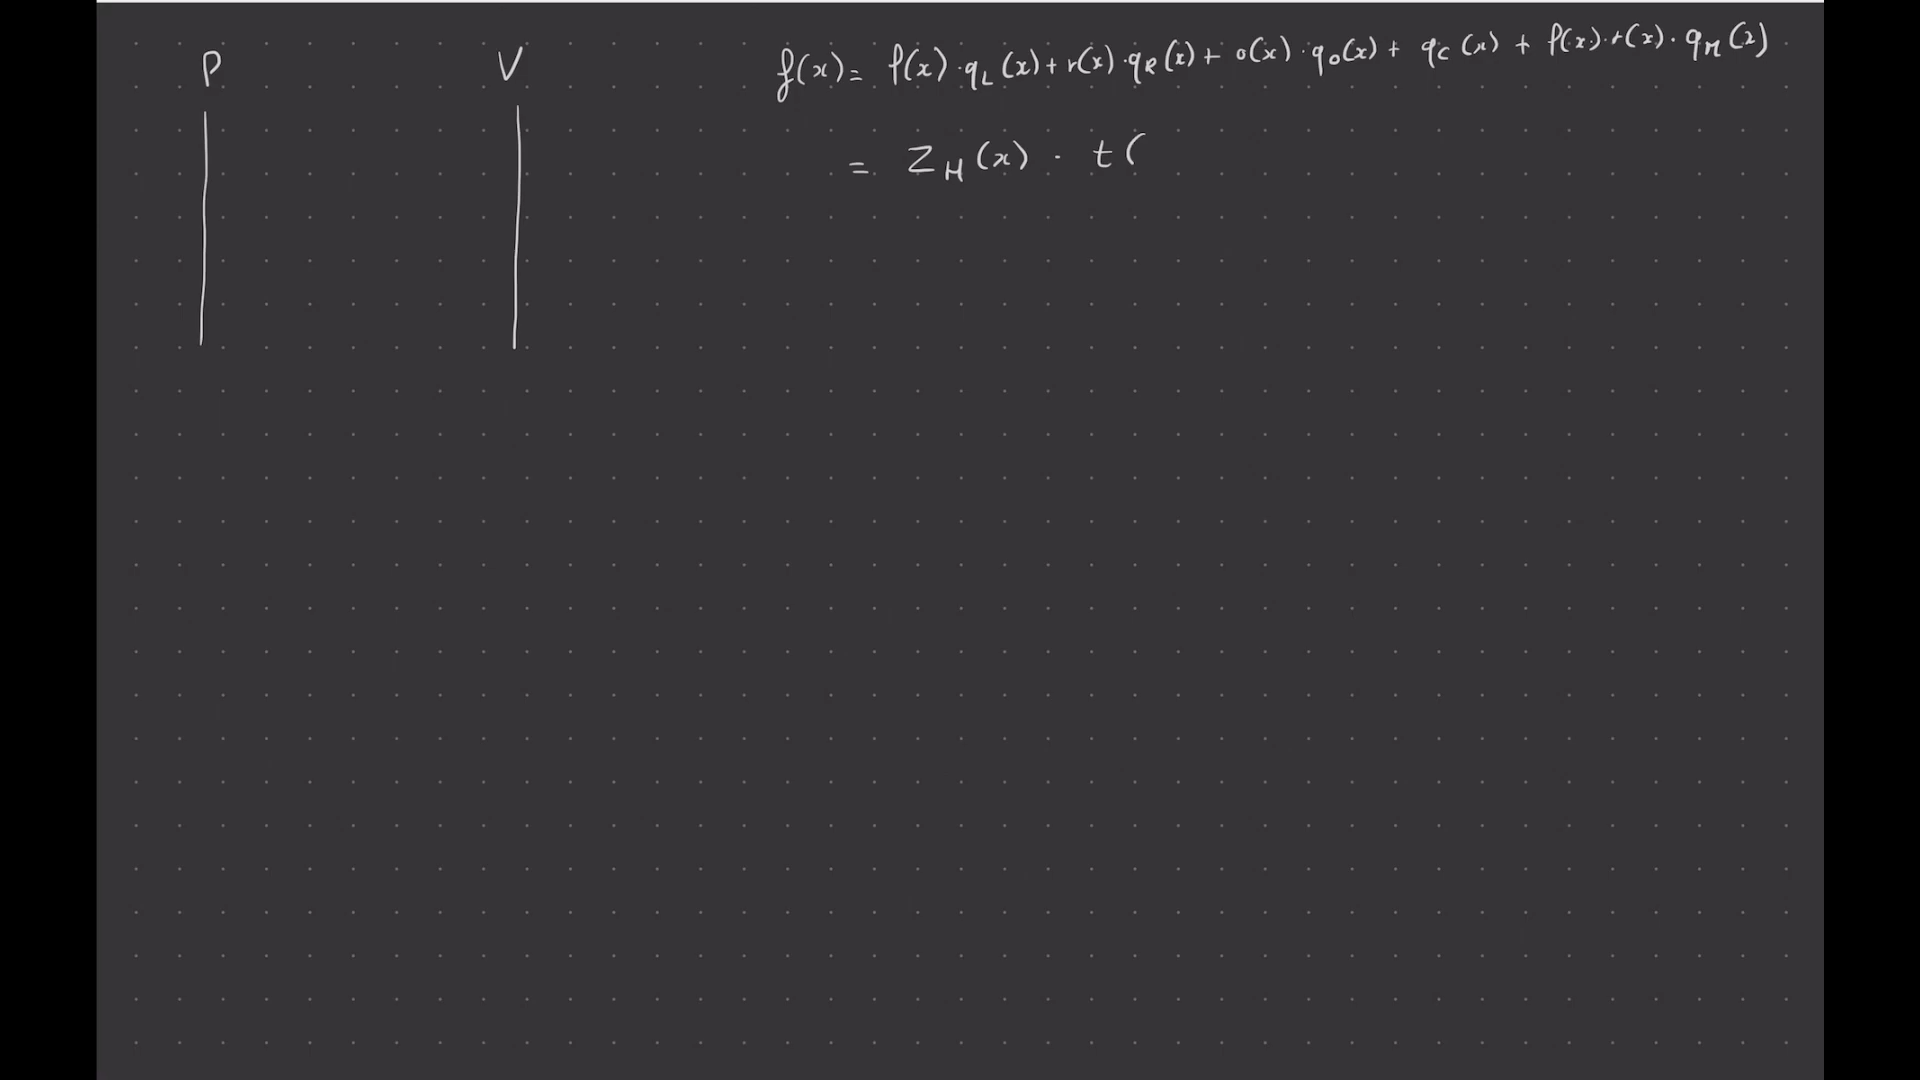 P V
f(x) = l(x) · q_L(x) + r(x) · q_R(x) + o(x) · q_O(x) + q_C(x) + l(x) · r(x) · q_M(x)
= Z_H(x) · t(